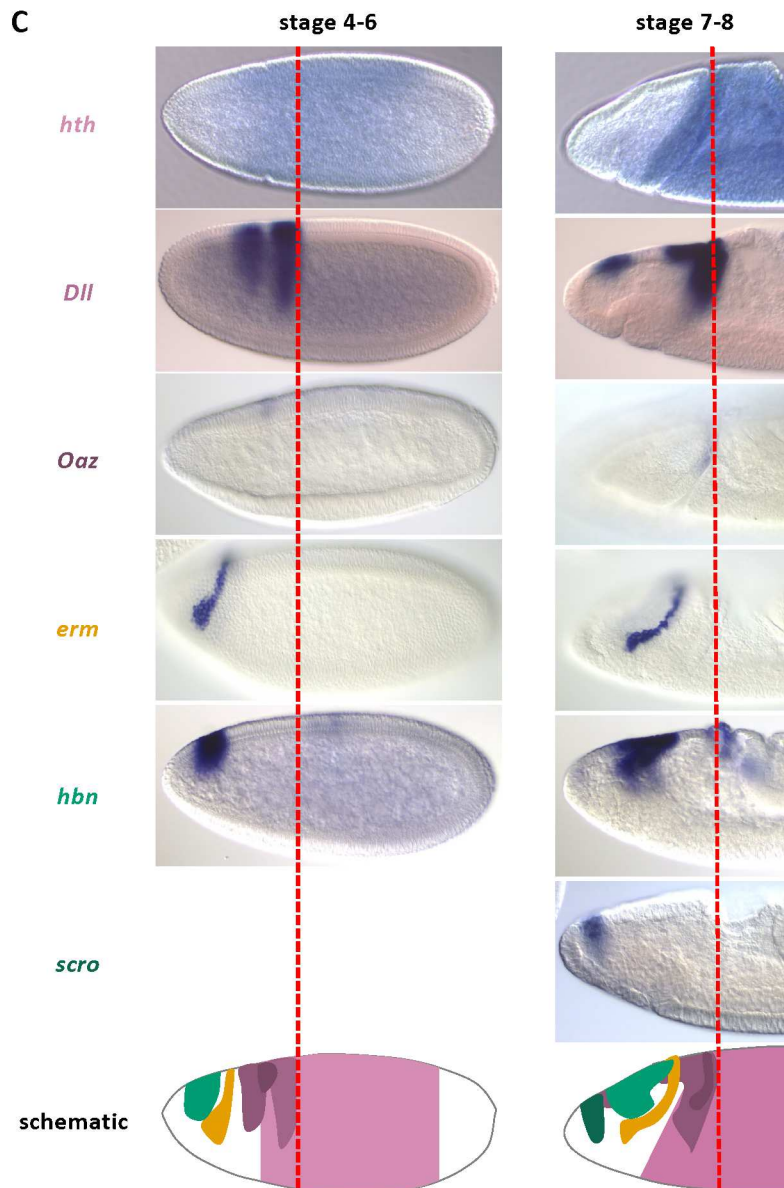 C
stage 4-6
stage 7-8
hth
Dll
Oaz
erm
hbn
scro
schematic